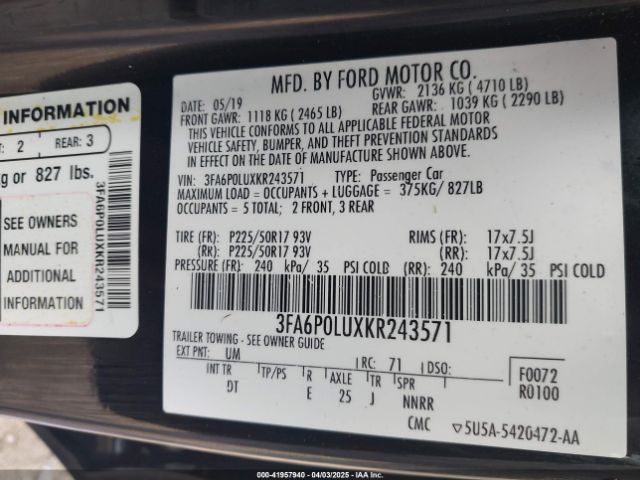 INFORMATION
2 REAR: 3
kg or 827 lbs.
SEE OWNERS
MANUAL FOR
ADDITIONAL
INFORMATION
3FA6P0LUXKR243571
MFD. BY FORD MOTOR CO.
05/19
GVWR: 2136 KG ( 4710 LB)
FRONT GAWR: 1118 KG ( 2465 LB)
REAR GAWR: 1039 KG ( 2290 LB)
THIS VEHICLE CONFORMS TO ALL APPLICABLE FEDERAL MOTOR
VEHICLE SAFETY, BUMPER, AND THEFT PREVENTION STANDARDS
IN EFFECT ON THE DATE OF MANUFACTURE SHOWN ABOVE.
VIN: 3FA6P0LUXKR243571 TYPE: Passenger Car
MAXIMUM LOAD = OCCUPANTS + LUGGAGE = 375KG/ 827LB
OCCUPANTS = 5 TOTAL; 2 FRONT, 3 REAR
TIRE (FR): P225/50R17 93V RIMS (FR): 17x7.5J
(RR): P225/50R17 93V (RR): 17x7.5J
PRESSURE (FR): 240 kPa/ 35 PSI COLD (RR): 240 kPa/ 35 PSI COLD
3FA6P0LUXKR243571
TRAILER TOWING - SEE OWNER GUIDE
EXT PNT: UM RC: 71 DSO:
INT TR TP/PS R AXLE TR SPR
DT E 25 J NNRR
F0072
R0100
CMC ▽5U5A-5420472-AA
000-41957940 - 04/03/2025 - IAA Inc.